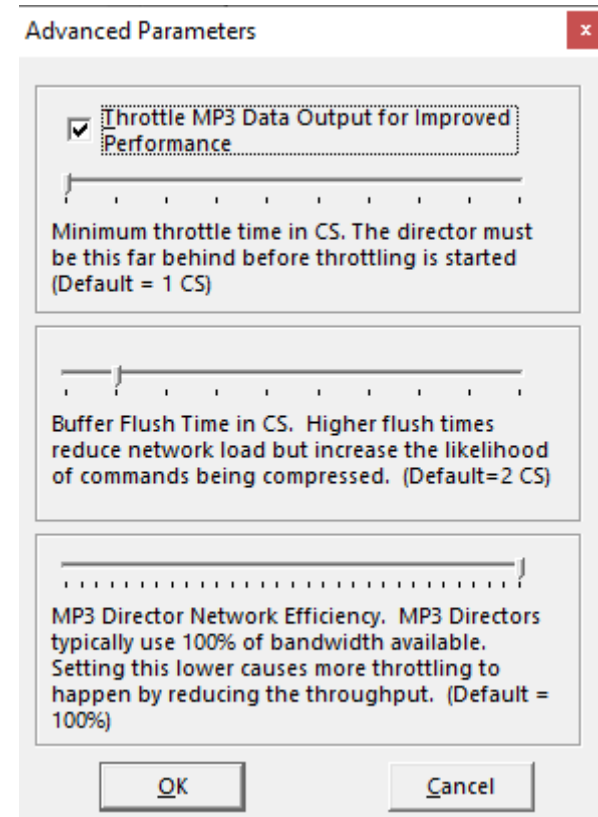 Advanced Parameters
x
Throttle MP3 Data Output for Improved
Performance
Minimum throttle time in CS. The director must
be this far behind before throttling is started
(Default = 1 CS)
Buffer Flush Time in CS.  Higher flush times
reduce network load but increase the likelihood
of commands being compressed.  (Default=2 CS)
MP3 Director Network Efficiency.  MP3 Directors
typically use 100% of bandwidth available.
Setting this lower causes more throttling to
happen by reducing the throughput.  (Default =
100%)
OK
Cancel